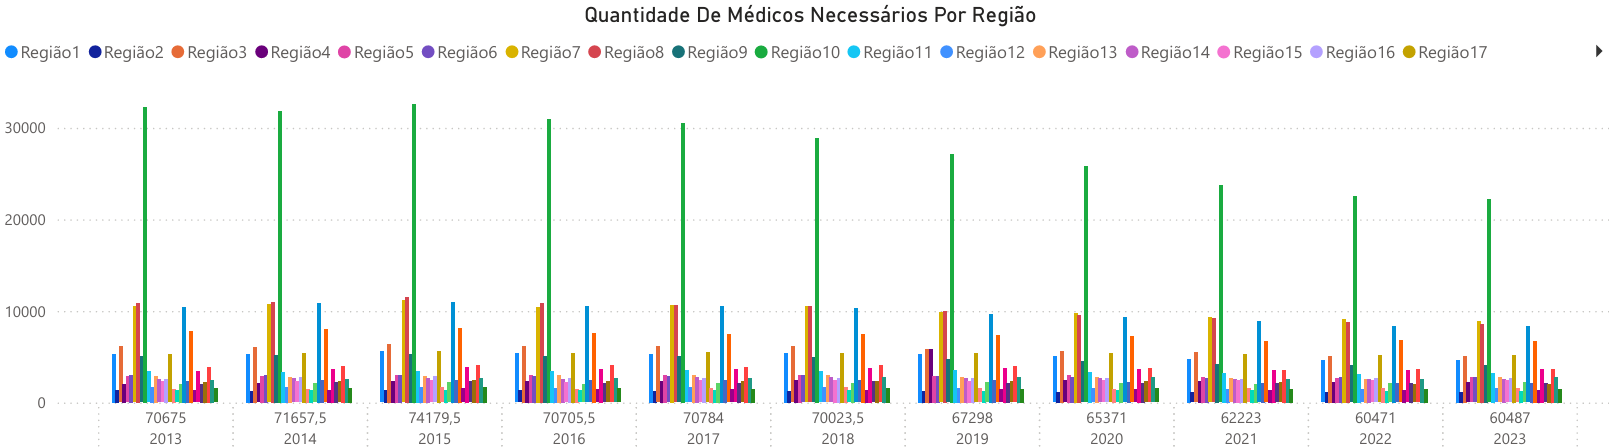 Quantidade De Médicos Necessários Por Região
Região1 Região2 Região3 Região4 Região5 Região6 Região7 Região8 Região9 Região10 Região11 Região12 Região13 Região14 Região15 Região16 Região17
30000
20000
10000
0
70675 71657,5 74179,5 70705,5 70784 70023,5 67298 65371 62223 60471 60487
2013 2014 2015 2016 2017 2018 2019 2020 2021 2022 2023